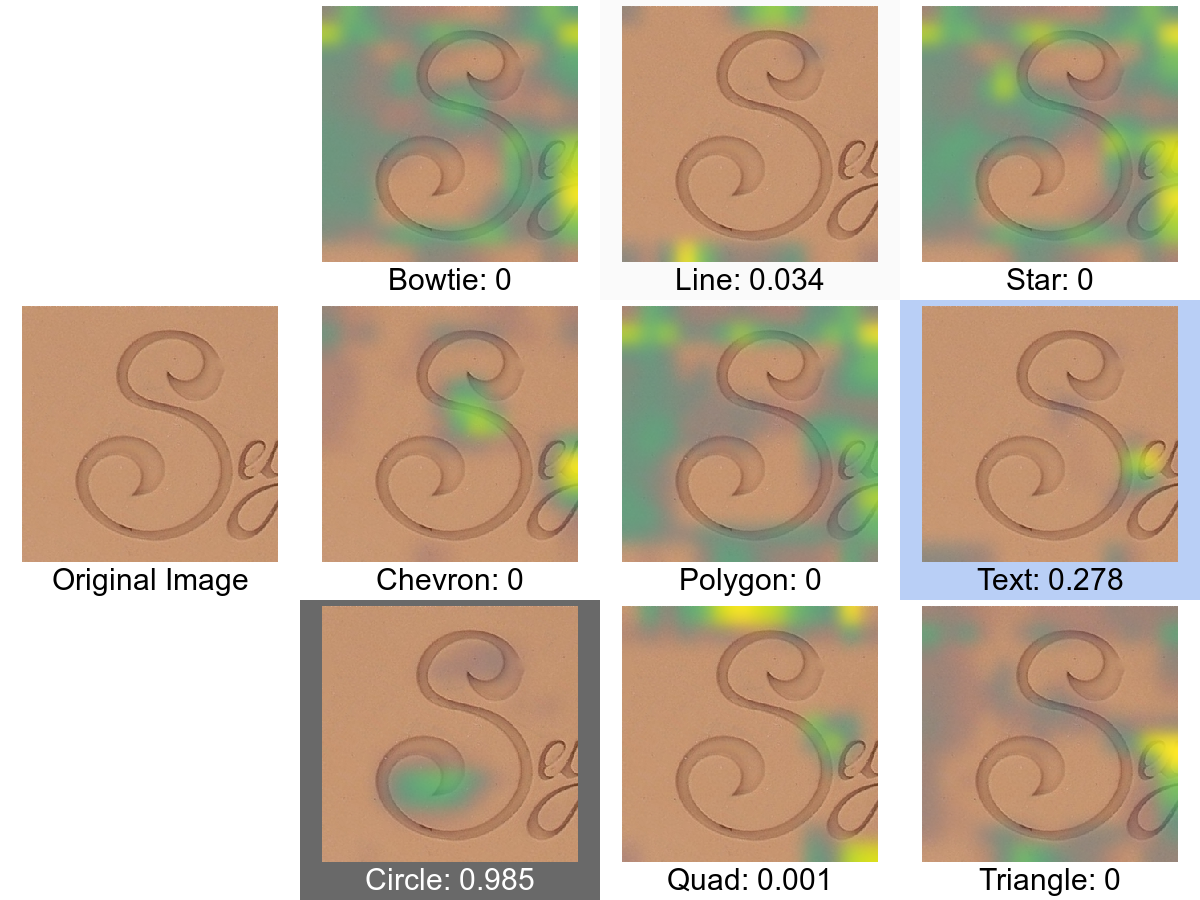 Bowtie: 0
Line: 0.034
Star: 0
Original Image
Chevron: 0
Polygon: 0
Text: 0.278
Circle: 0.985
Quad: 0.001
Triangle: 0